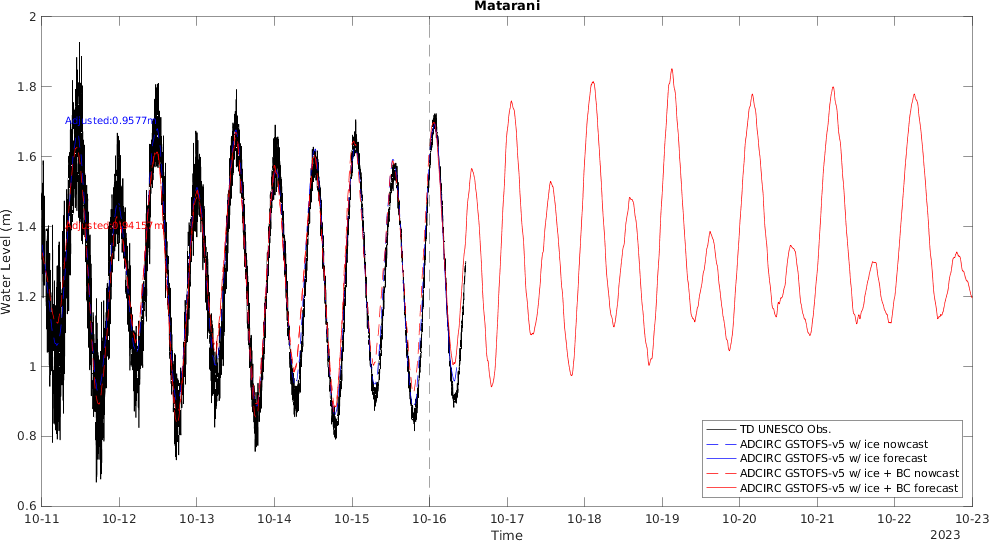 Matarani
Water Level (m)
2
1.8
1.6
1.4
1.2
1
0.8
0.6
Adjusted:0.9577m
Adjusted:0.94157m
TD UNESCO Obs.
ADCIRC GSTOFS-v5 w/ ice nowcast
ADCIRC GSTOFS-v5 w/ ice forecast
ADCIRC GSTOFS-v5 w/ ice + BC nowcast
ADCIRC GSTOFS-v5 w/ ice + BC forecast
10-11 10-12 10-13 10-14 10-15 10-16 10-17 10-18 10-19 10-20 10-21 10-22 10-23
Time
2023